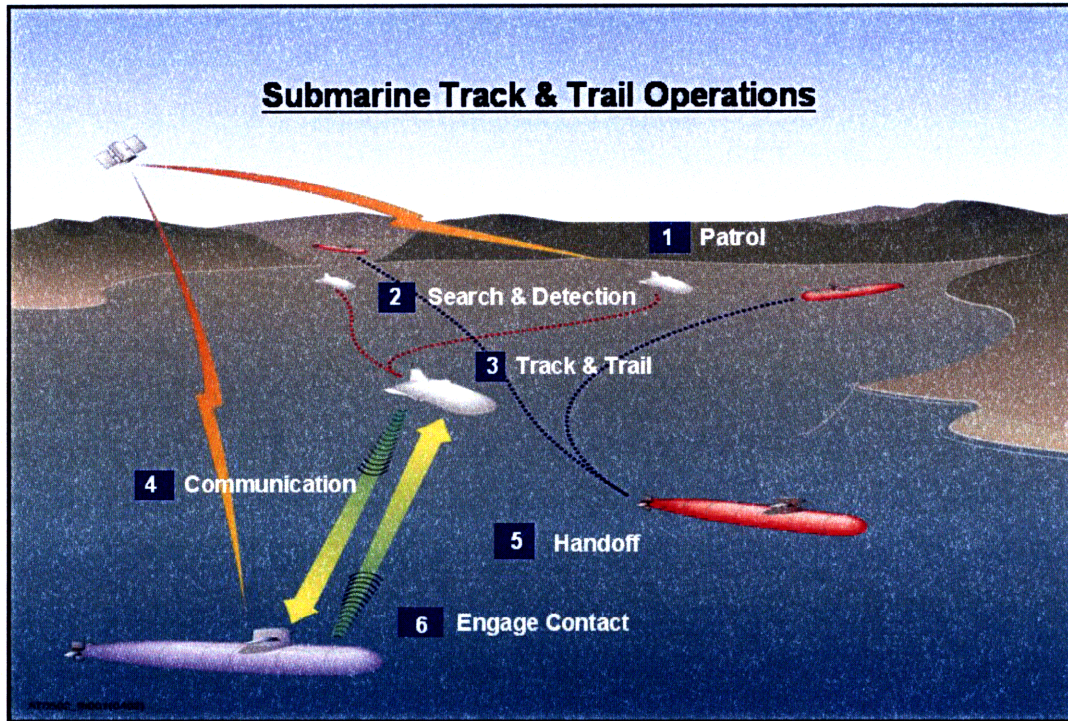 Submarine Track & Trail Operations
1 Patrol
2 Search & Detection
3 Track & Trail
4 Communication
5 Handoff
6 Engage Contact